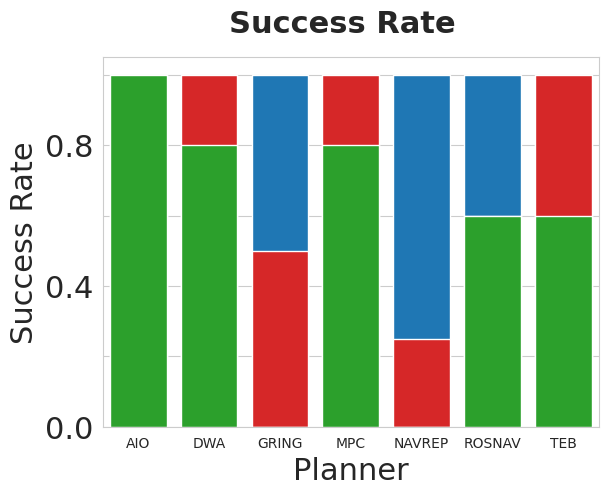 Success Rate
Success Rate
0.8
0.4
0.0
AIO DWA GRING MPC NAVREP ROSNAV TEB
Planner